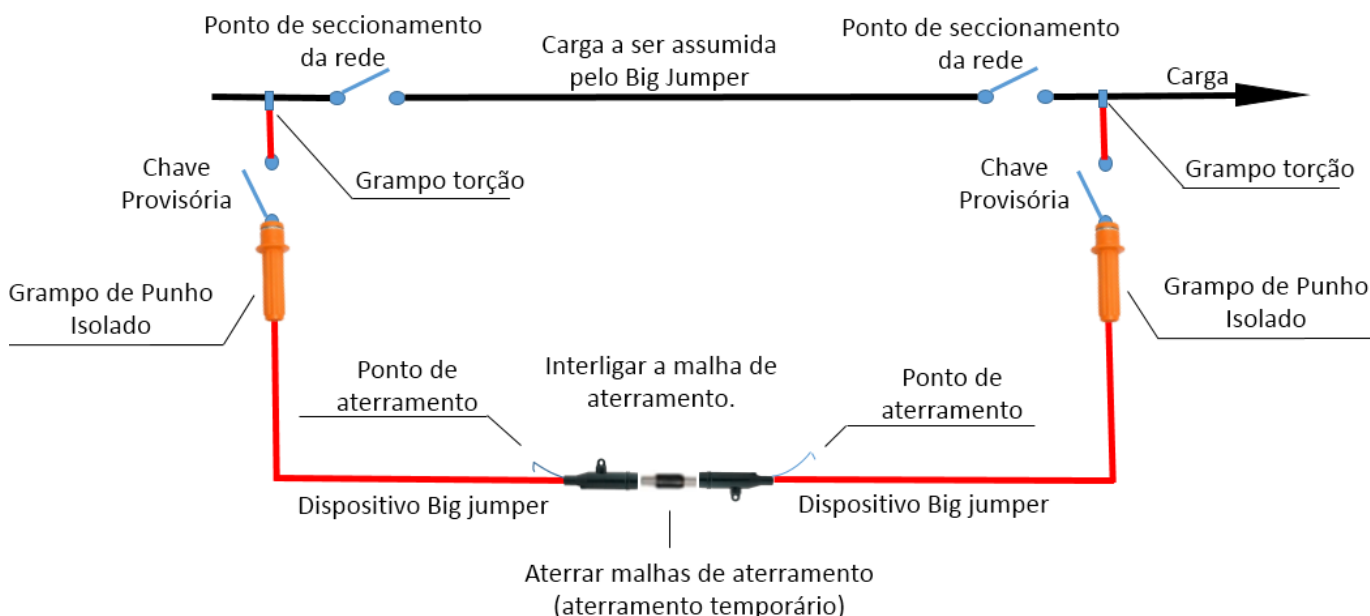 Ponto de seccionamento
da rede
Carga a ser assumida
pelo Big Jumper
Ponto de seccionamento
da rede
Carga
Chave
Provisória
Grampo torção
Chave
Provisória
Grampo torção
Grampo de Punho
Isolado
Grampo de Punho
Isolado
Ponto de
aterramento
Interligar a malha de
aterramento.
Ponto de
aterramento
Dispositivo Big jumper
Dispositivo Big jumper
Aterrar malhas de aterramento
(aterramento temporário)